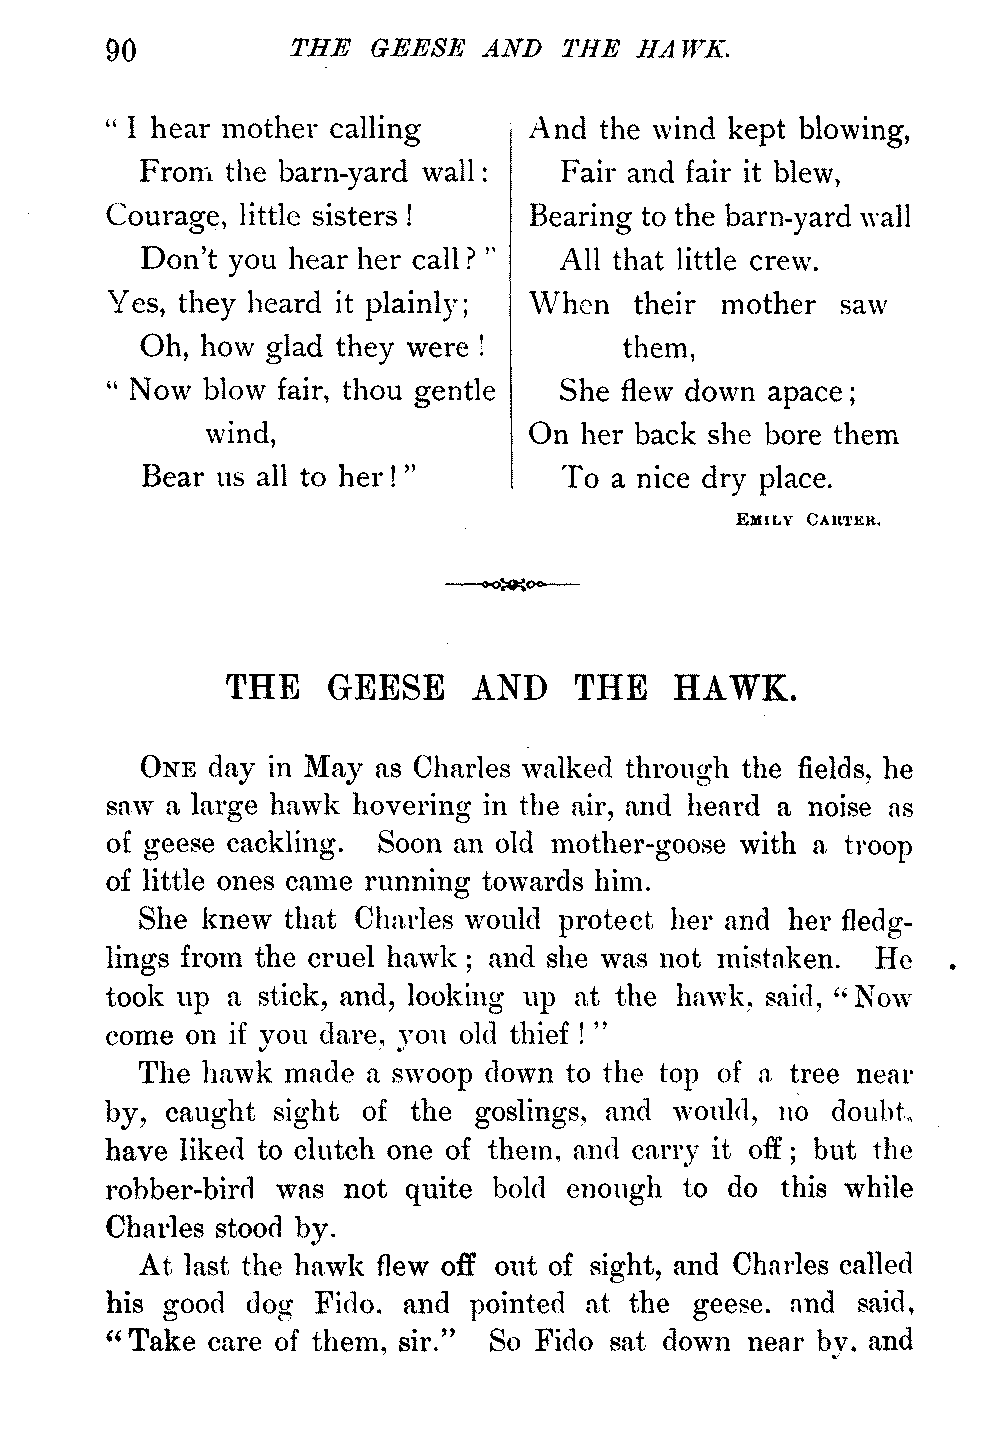 90 THE GEESE AND THE HAWK.
“ I hear mother calling
From the barn-yard wall :
Courage, little sisters !
Don't you hear her call ? ”
Yes, they heard it plainly;
Oh, how glad they were !
“ Now blow fair, thou gentle
wind,
Bear us all to her ! ”
And the wind kept blowing,
Fair and fair it blew,
Bearing to the barn-yard wall
All that little crew.
When their mother saw
them,
She flew down apace ;
On her back she bore them
To a nice dry place.
EMILY CARTER.
THE GEESE AND THE HAWK.
ONE day in May as Charles walked through the fields, he
saw a large hawk hovering in the air, and heard a noise as
of geese cackling. Soon an old mother-goose with a troop
of little ones came running towards him.
She knew that Charles would protect her and her fledg-
lings from the cruel hawk ; and she was not mistaken. He
took up a stick, and, looking up at the hawk, said, “ Now
come on if you dare, you old thief ! ”
The hawk made a swoop down to the top of a tree near
by, caught sight of the goslings, and would, no doubt,
have liked to clutch one of them, and carry it off ; but the
robber-bird was not quite bold enough to do this while
Charles stood by.
At last the hawk flew off out of sight, and Charles called
his good dog Fido, and pointed at the geese, and said,
“ Take care of them, sir.” So Fido sat down near by, and